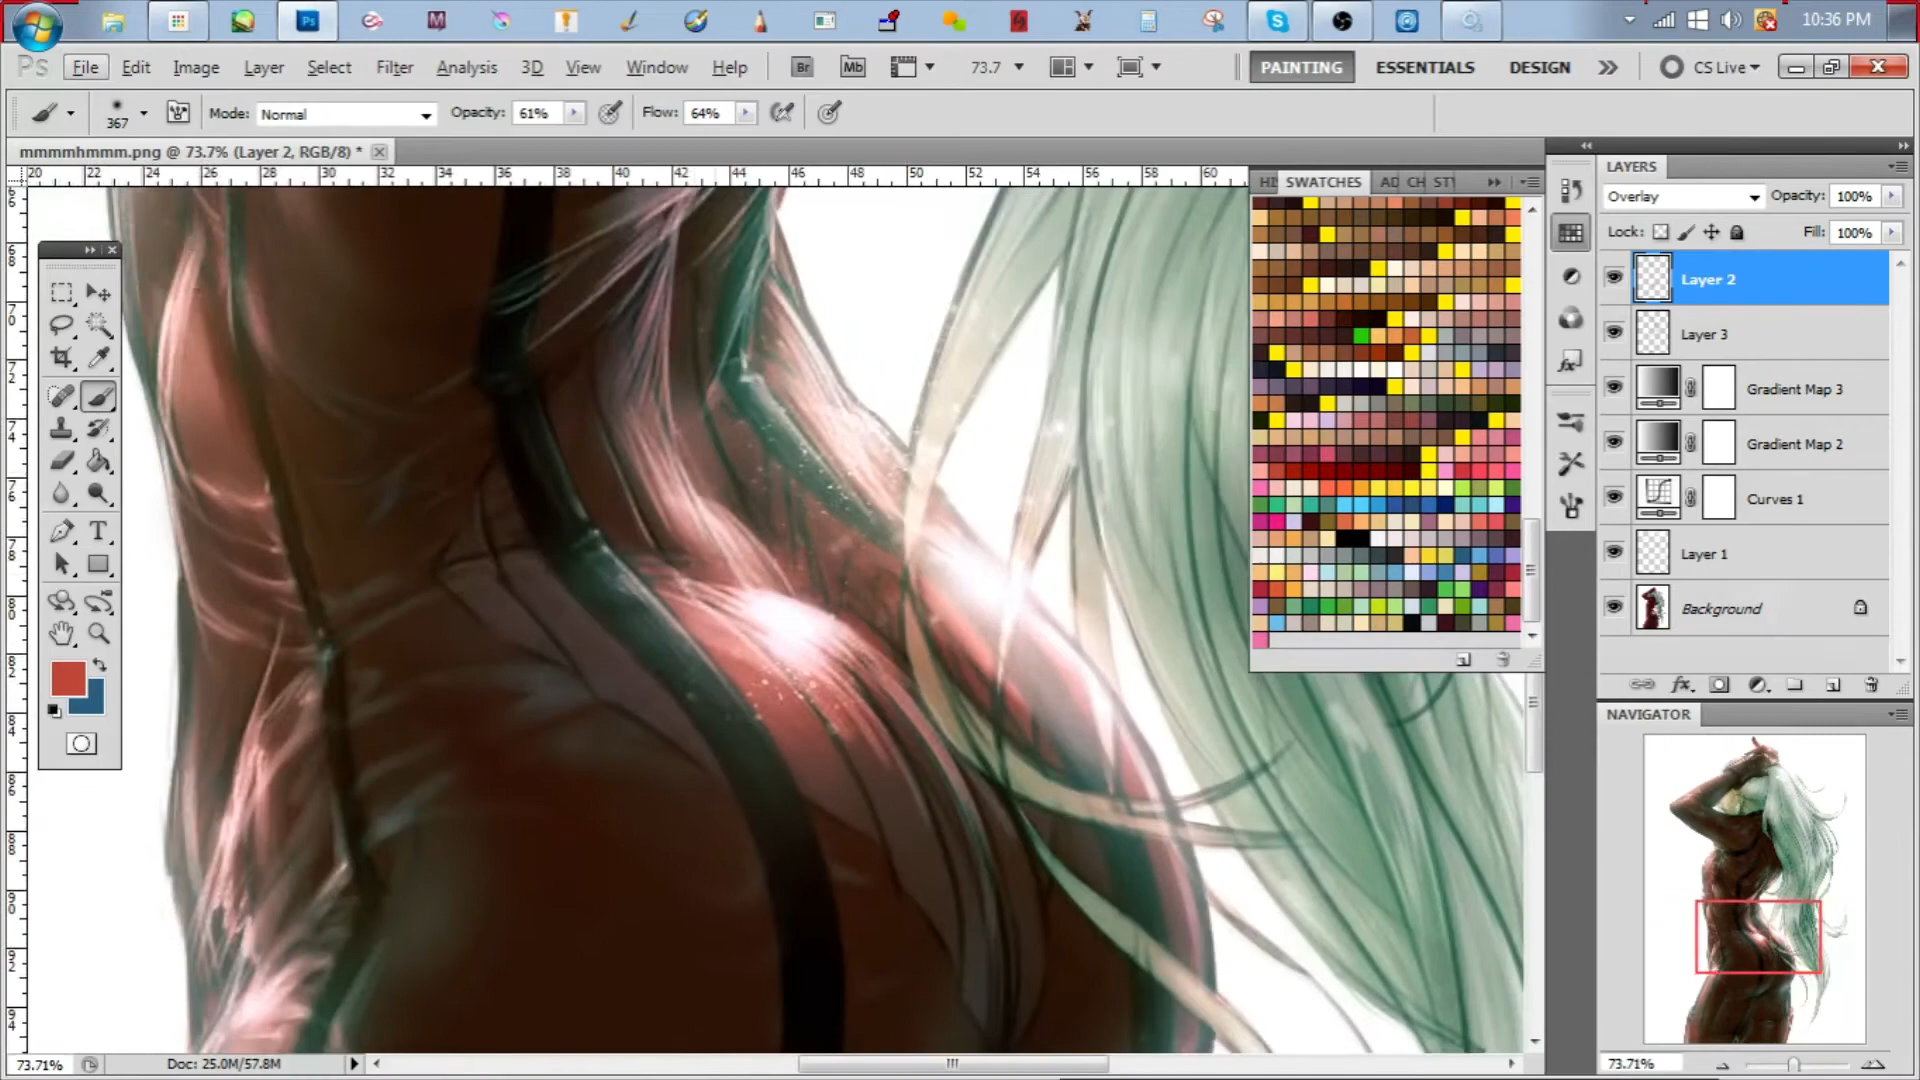 10:36 PM
Ps File Edit Image Layer Select Filter Analysis 3D View Window Help Br Mb 73.7 PAINTING ESSENTIALS DESIGN CS Live
367 Mode: Normal Opacity: 61% Flow: 64%
mmmmhmmm.png @ 73.7% (Layer 2, RGB/8) *
20 22 24 26 28 30 32 34 36 38 40 42 44 46 48 50 52 54 56 58 60
SWATCHES AD CH STY
LAYERS
Overlay Opacity: 100%
Lock: Fill: 100%
Layer 2
Layer 3
Gradient Map 3
Gradient Map 2
Curves 1
Layer 1
Background
NAVIGATOR
73.71%
73.71% Doc: 25.0M/57.8M